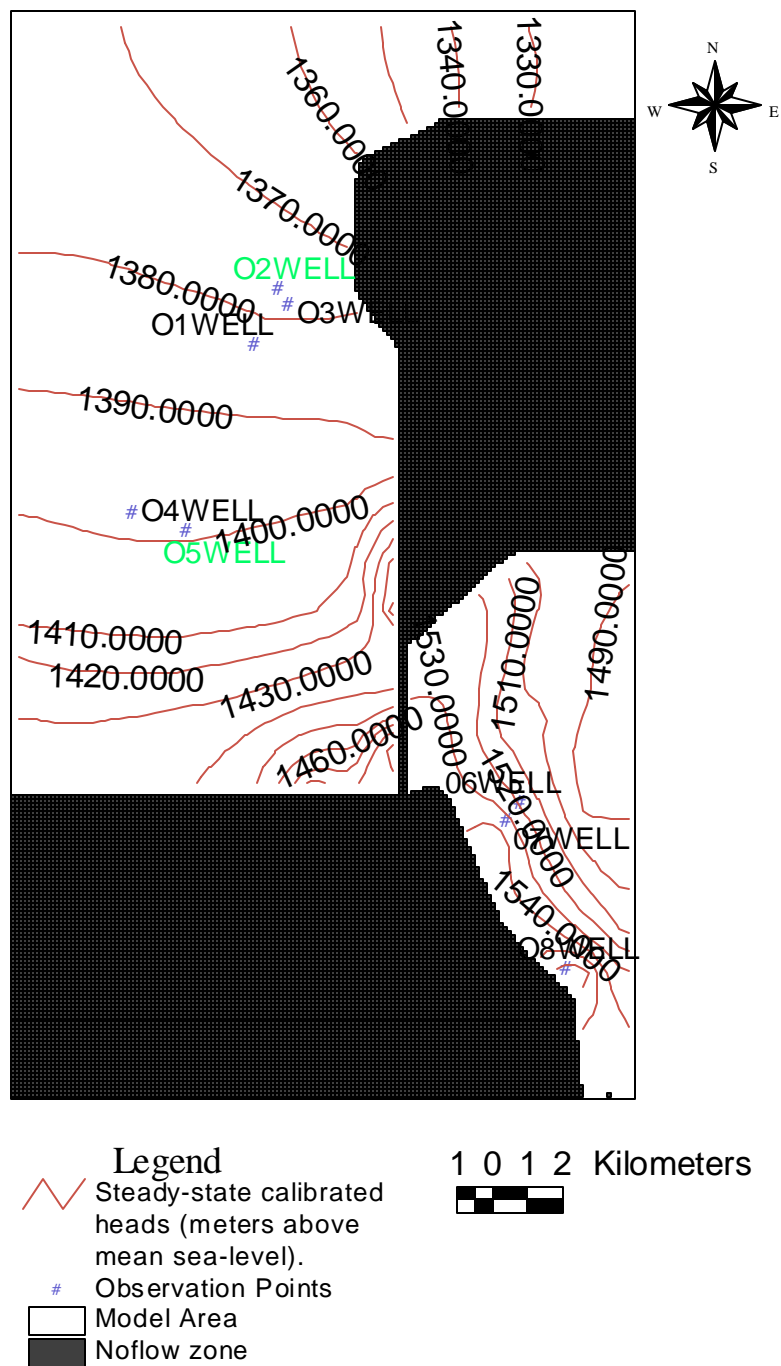 1340.0000
1330.0000
1360.0000
N
W E
S
1370.0000
O2WELL
1380.0000
O3WELL
O1WELL
1390.0000
O4WELL
1400.0000
O5WELL
1410.0000
1420.0000
1430.0000
1460.0000
1530.0000
1510.0000
1490.0000
06WELL
1520.0000
07WELL
1540.0000
O8WELL
Legend
Steady-state calibrated
heads (meters above
mean sea-level).
# Observation Points
Model Area
Noflow zone
1 0 1 2 Kilometers